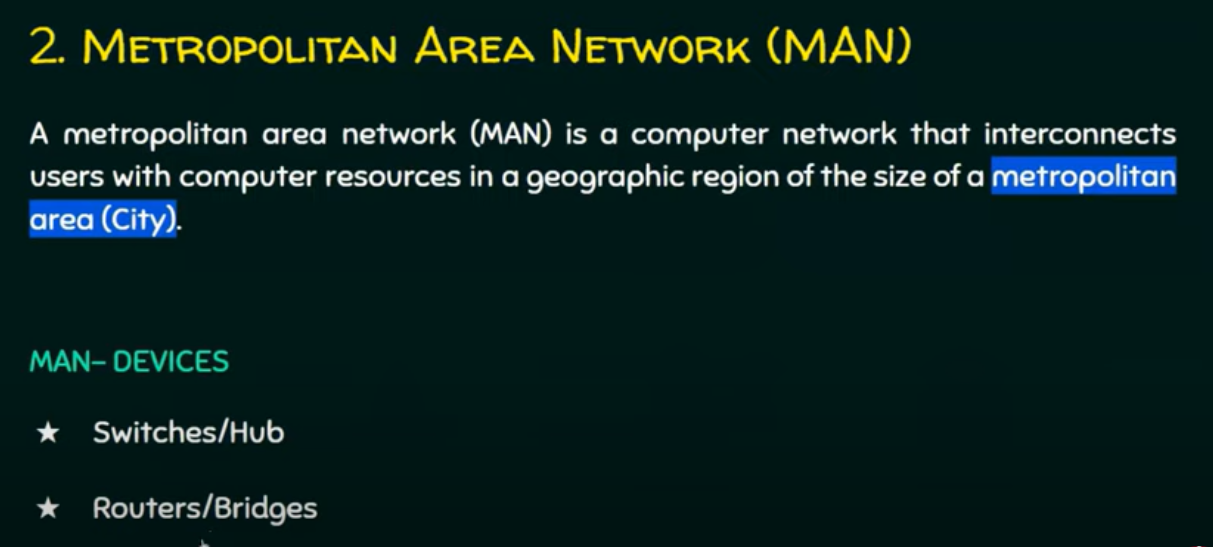 2. METROPOLITAN AREA NETWORK (MAN)
A metropolitan area network (MAN) is a computer network that interconnects
users with computer resources in a geographic region of the size of a metropolitan
area (City).
MAN- DEVICES
★ Switches/Hub
★ Routers/Bridges